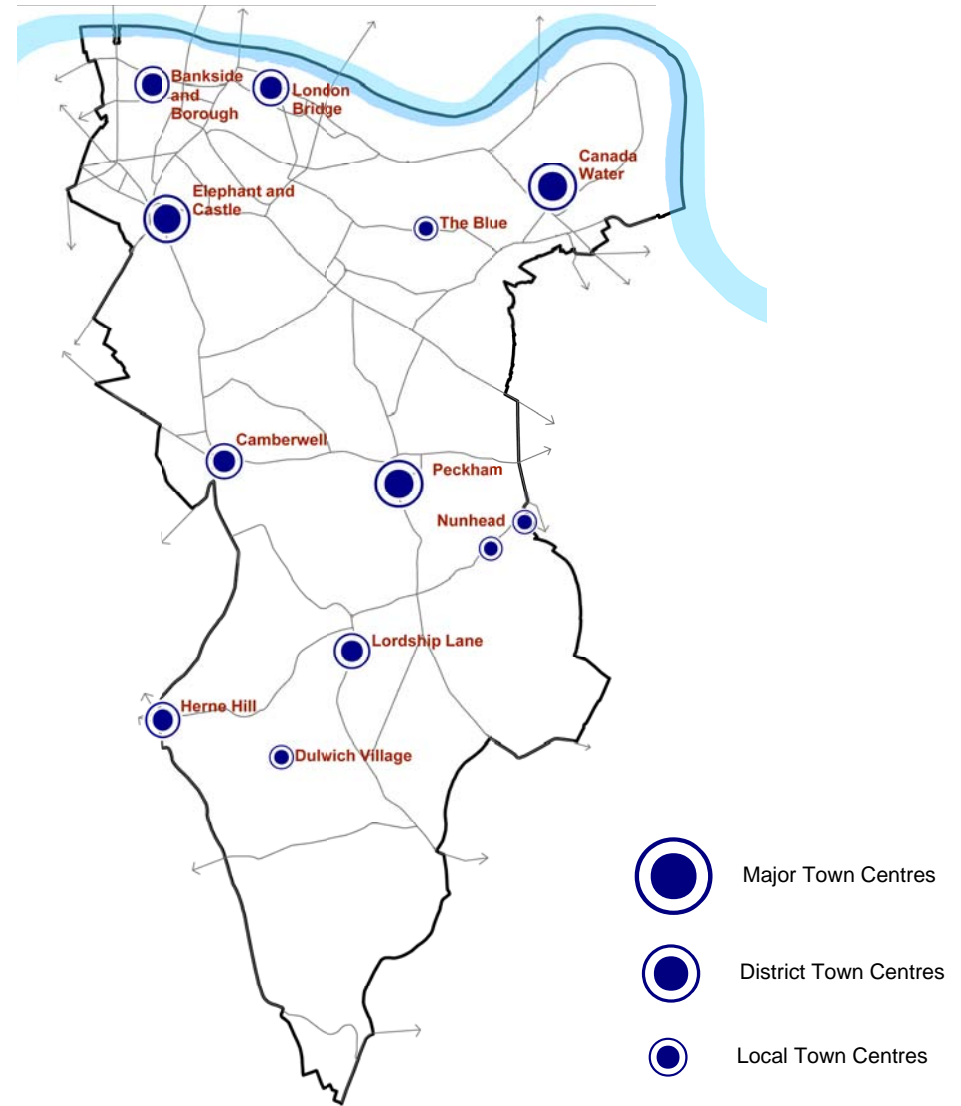 Bankside
and
Borough
London
Bridge
Canada
Water
Elephant and
Castle
The Blue
Camberwell
Peckham
Nunhead
Lordship Lane
Herne Hill
Dulwich Village
Major Town Centres
District Town Centres
Local Town Centres